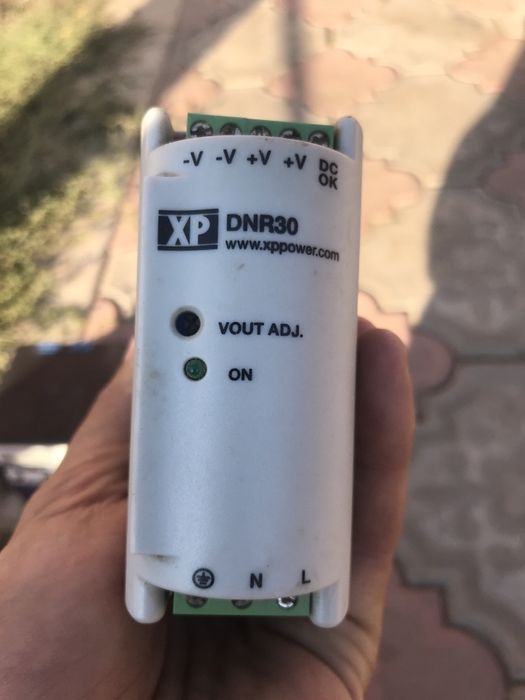 -V -V +V +V DC OK
XP DNR30
www.xppower.com
VOUT ADJ.
ON
N L